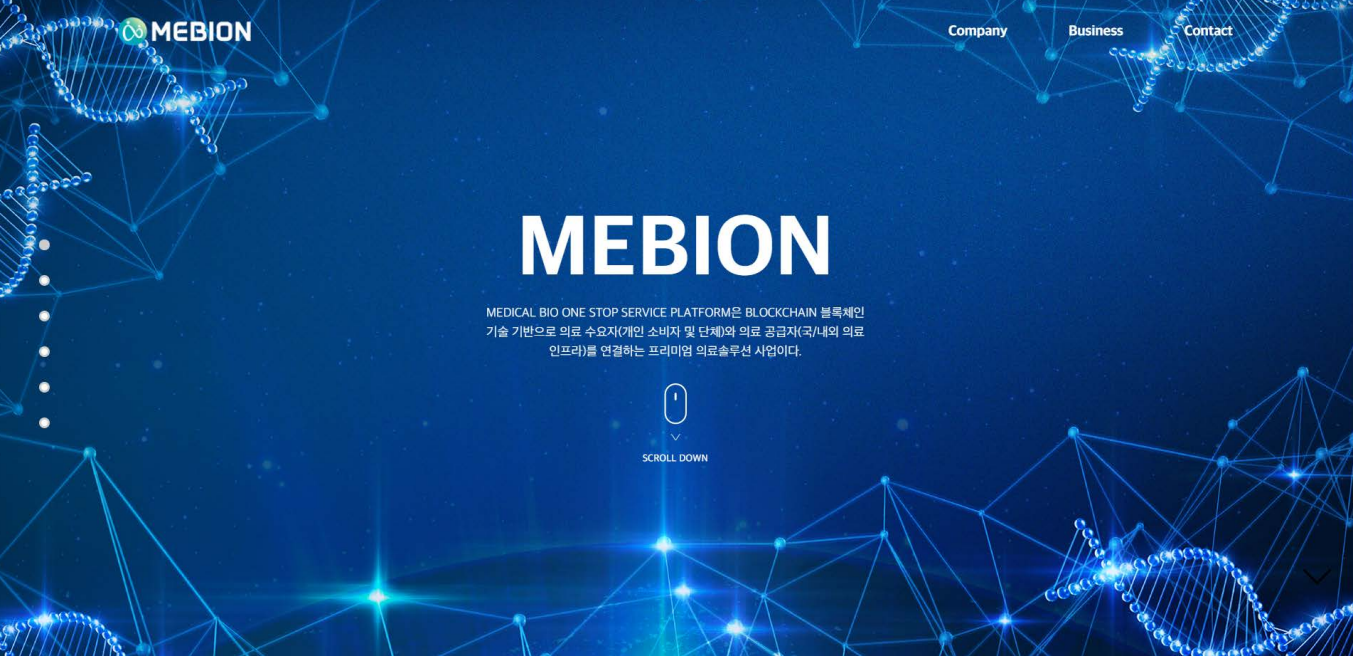 MEBION
Company
Business
Contact
MEBION
MEDICAL BIO ONE STOP SERVICE PLATFORM은 BLOCKCHAIN 블록체인
기술 기반으로 의료 수요자(개인 소비자 및 단체)와 의료 공급자(국/내외 의료
인프라)를 연결하는 프리미엄 의료솔루션 사업이다.
SCROLL DOWN